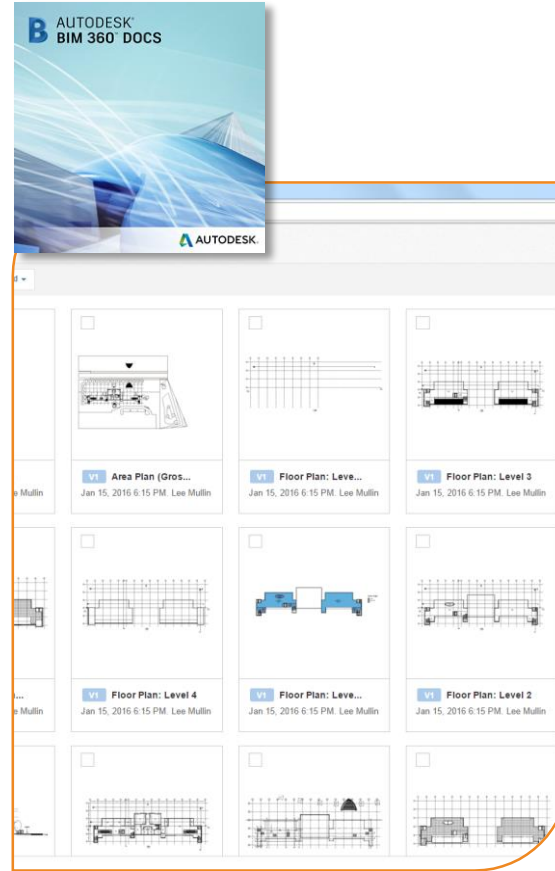 AUTODESK®
BIM 360™ DOCS
AUTODESK.
V1 Area Plan (Gros...
V1 Floor Plan: Leve...
V1 Floor Plan: Level 3
e Mullin
Jan 15, 2016 6:15 PM. Lee Mullin
Jan 15, 2016 6:15 PM. Lee Mullin
Jan 15, 2016 6:15 PM. Lee Mullin
V1 Floor Plan: Level 4
V1 Floor Plan: Leve...
V1 Floor Plan: Level 2
e Mullin
Jan 15, 2016 6:15 PM. Lee Mullin
Jan 15, 2016 6:15 PM. Lee Mullin
Jan 15, 2016 6:15 PM. Lee Mullin